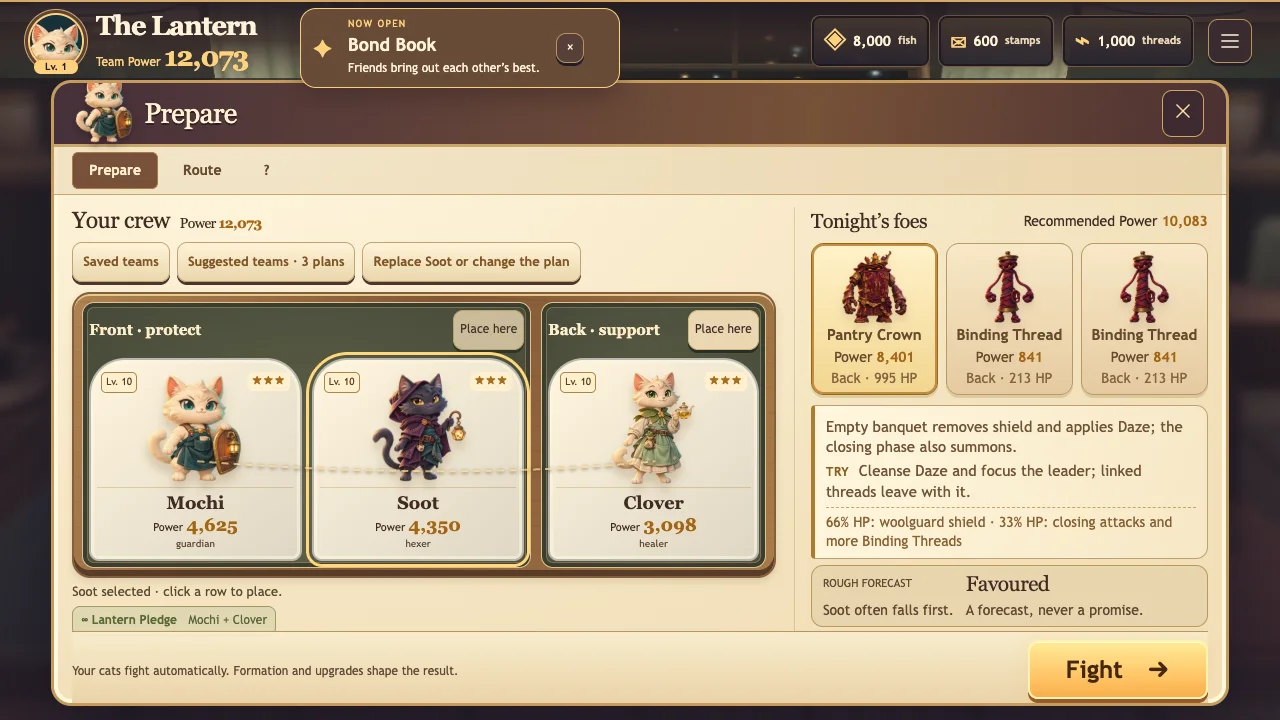 The Lantern
Team Power 12,073
Lv. 1
NOW OPEN
Bond Book
Friends bring out each other's best.
×
8,000 fish
600 stamps
1,000 threads
Prepare
Prepare
Route
?
Your crew Power 12,073
Saved teams
Suggested teams · 3 plans
Replace Soot or change the plan
Front · protect
Place here
Back · support
Place here
Lv. 10
★★★
Mochi
Power 4,625
guardian
Lv. 10
★★★
Soot
Power 4,350
hexer
Lv. 10
★★★
Clover
Power 3,098
healer
Soot selected · click a row to place.
∞ Lantern Pledge Mochi + Clover
Tonight's foes
Recommended Power 10,083
Pantry Crown
Power 8,401
Back · 995 HP
Binding Thread
Power 841
Back · 213 HP
Binding Thread
Power 841
Back · 213 HP
Empty banquet removes shield and applies Daze; the
closing phase also summons.
TRY Cleanse Daze and focus the leader; linked
threads leave with it.
66% HP: woolguard shield · 33% HP: closing attacks and
more Binding Threads
ROUGH FORECAST
Favoured
Soot often falls first.
A forecast, never a promise.
Your cats fight automatically. Formation and upgrades shape the result.
Fight →